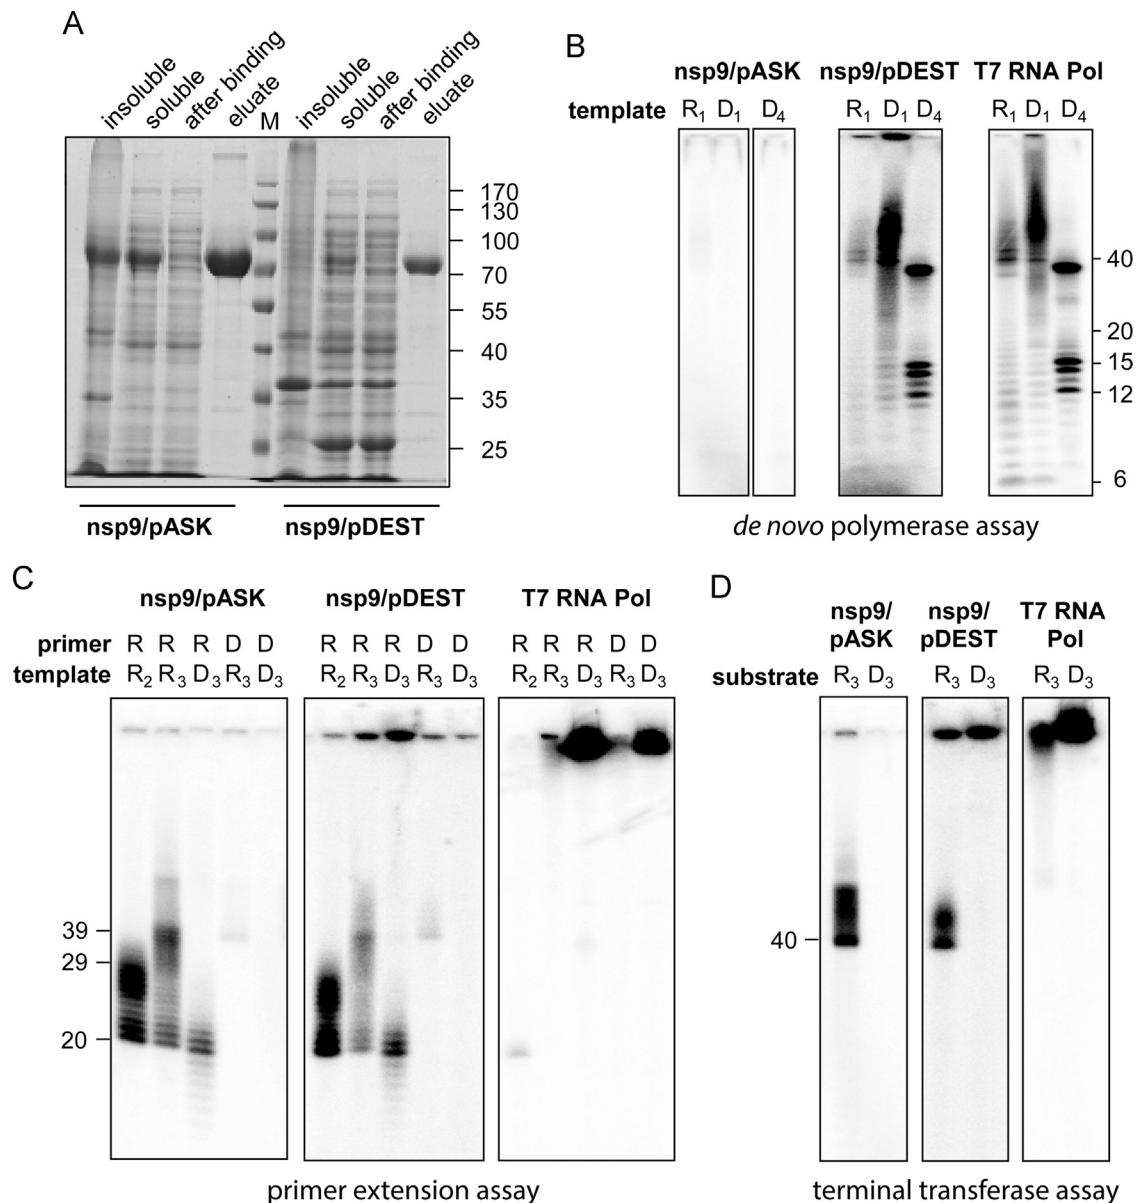 A
insoluble soluble after binding eluate M insoluble soluble after binding eluate
170
130
100
70
55
40
35
25
nsp9/pASK nsp9/pDEST
B
nsp9/pASK nsp9/pDEST T7 RNA Pol
template R1 D1 D4 R1 D1 D4 R1 D1 D4
40
20
15
12
6
de novo polymerase assay
C
nsp9/pASK nsp9/pDEST T7 RNA Pol
primer R R R D D R R R D D R R R D D
template R2 R3 D3 R3 D3 R2 R3 D3 R3 D3 R2 R3 D3 R3 D3
39
29
20
primer extension assay
D
nsp9/ nsp9/ T7 RNA
pASK pDEST Pol
substrate R3 D3 R3 D3 R3 D3
40
terminal transferase assay